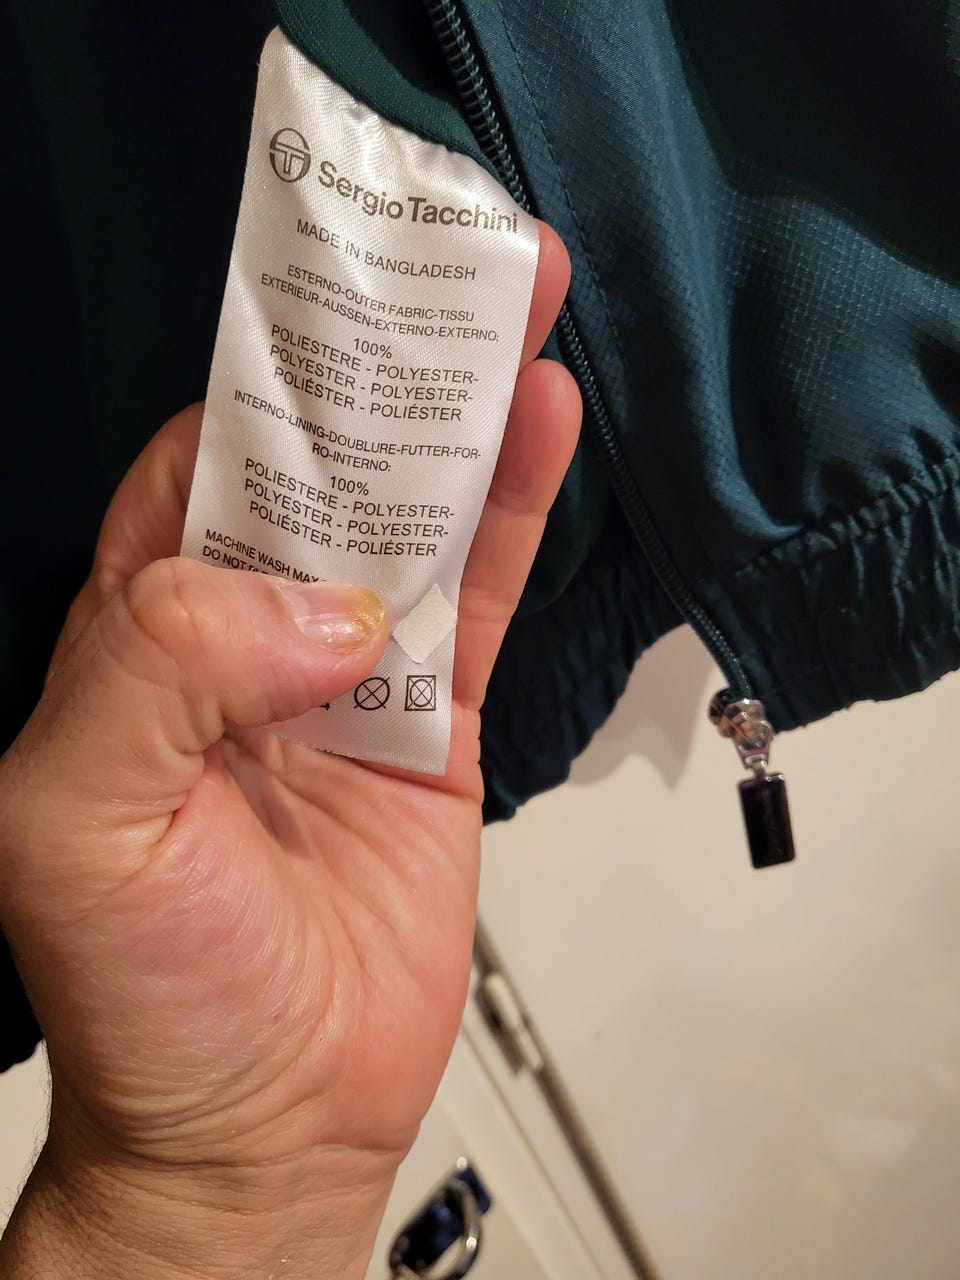 Sergio Tacchini
MADE IN BANGLADESH
ESTERNO-OUTER FABRIC-TISSU
EXTERIEUR-AUSSEN-EXTERNO-EXTERNO:
100%
POLIESTERE - POLYESTER-
POLYESTER - POLYESTER-
POLIÉSTER - POLIÉSTER
INTERNO-LINING-DOUBLURE-FUTTER-FOR-
RO-INTERNO:
100%
POLIESTERE - POLYESTER-
POLYESTER - POLYESTER-
POLIÉSTER - POLIÉSTER
MACHINE WASH MAX
DO NOT